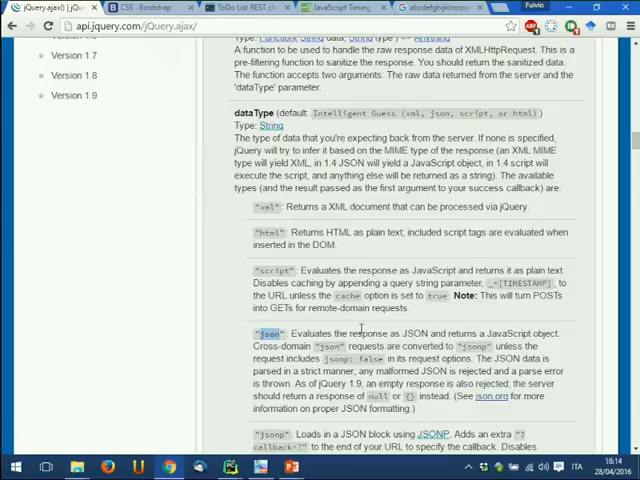 jQuery.ajax() | jQuery
CSS · Bootstrap
ToDo List REST cl
JavaScript Timing
Fulvio
api.jquery.com/jquery.ajax/
Version 1.7
Version 1.8
Version 1.9
A function to be used to handle the raw response data of XMLHttpRequest. This is a
pre-filtering function to sanitize the response. You should return the sanitized data.
The function accepts two arguments: The raw data returned from the server and the
'dataType' parameter.
dataType (default: Intelligent Guess (xml, json, script, or html))
Type: String
The type of data that you're expecting back from the server. If none is specified,
jQuery will try to infer it based on the MIME type of the response (an XML MIME
type will yield XML, in 1.4 JSON will yield a JavaScript object, in 1.4 script will
execute the script, and anything else will be returned as a string). The available
types (and the result passed as the first argument to your success callback) are:
"xml": Returns a XML document that can be processed via jQuery.
"html": Returns HTML as plain text; included script tags are evaluated when
inserted in the DOM.
"script": Evaluates the response as JavaScript and returns it as plain text.
Disables caching by appending a query string parameter, _=[TIMESTAMP], to
the URL unless the cache option is set to true Note: This will turn POSTs
into GETs for remote-domain requests.
"json": Evaluates the response as JSON and returns a JavaScript object.
Cross-domain "json" requests are converted to "jsonp" unless the
request includes jsonp: false in its request options. The JSON data is
parsed in a strict manner; any malformed JSON is rejected and a parse error
is thrown. As of jQuery 1.9, an empty response is also rejected; the server
should return a response of null or {} instead. (See json.org for more
information on proper JSON formatting.)
"jsonp": Loads in a JSON block using JSONP. Adds an extra "?
callback=?" to the end of your URL to specify the callback. Disables
ITA
18:14
28/04/2016